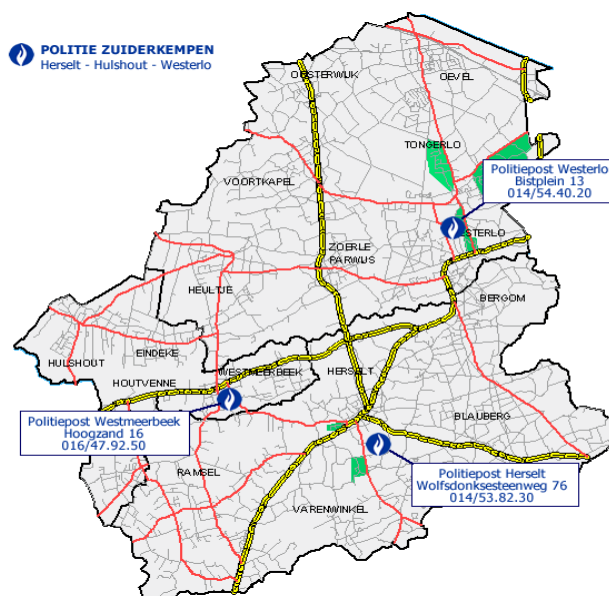 POLITIE ZUIDERKEMPEN
Herselt - Hulshout - Westerlo
OOSTERWIJK
OEVEL
TONGERLO
Politiepost Westerlo
Bistplein 13
014/54.40.20
VOORTKAPEL
ESTERLO
ZOERLE
PARWIJS
HEULTJE
BERGOM
HULSHOUT
EINDEKE
HOUTVENNE
WESTMEERBEEK
HERSELT
Politiepost Westmeerbeek
Hoogzand 16
016/47.92.50
BLAUBERG
RAMSEL
Politiepost Herselt
Wolfsdonksesteenweg 76
014/53.82.30
VARENWINKEL